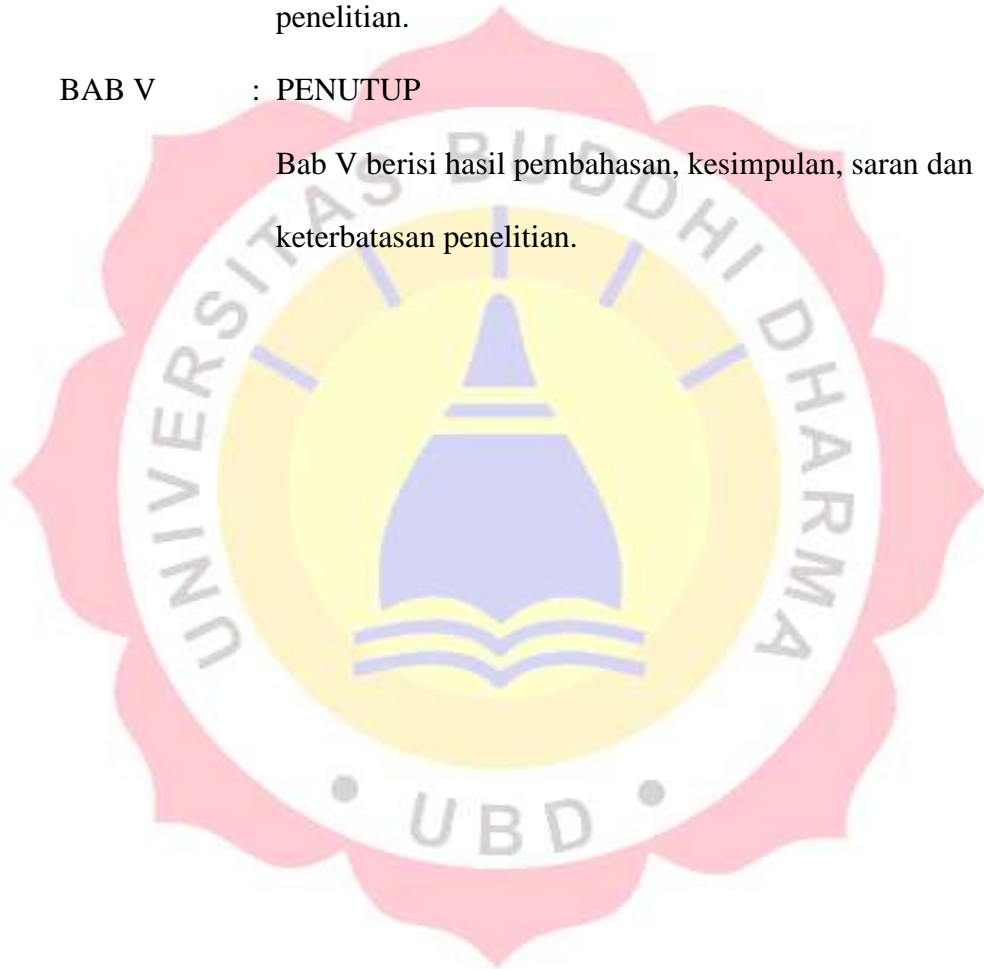 penelitian.
BAB V : PENUTUP
Bab V berisi hasil pembahasan, kesimpulan, saran dan
keterbatasan penelitian.
UNIVERSITAS BUDDHI DHARMA
• UBD •